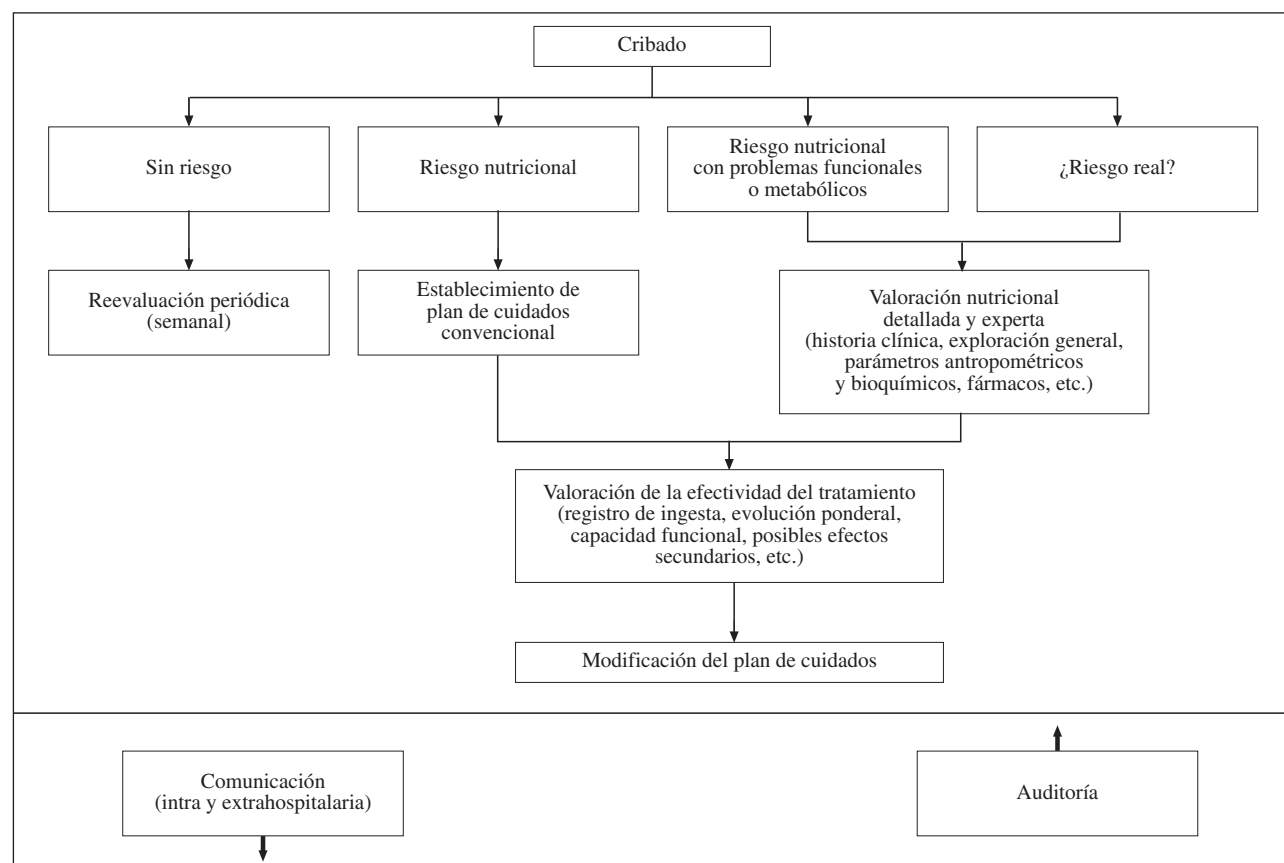 Cribado
Sin riesgo
Riesgo nutricional
Riesgo nutricional
con problemas funcionales
o metabólicos
¿Riesgo real?
Reevaluación periódica
(semanal)
Establecimiento de
plan de cuidados
convencional
Valoración nutricional
detallada y experta
(historia clínica, exploración general,
parámetros antropométricos
y bioquímicos, fármacos, etc.)
Valoración de la efectividad del tratamiento
(registro de ingesta, evolución ponderal,
capacidad funcional, posibles efectos
secundarios, etc.)
Modificación del plan de cuidados
Comunicación
(intra y extrahospitalaria)
Auditoría